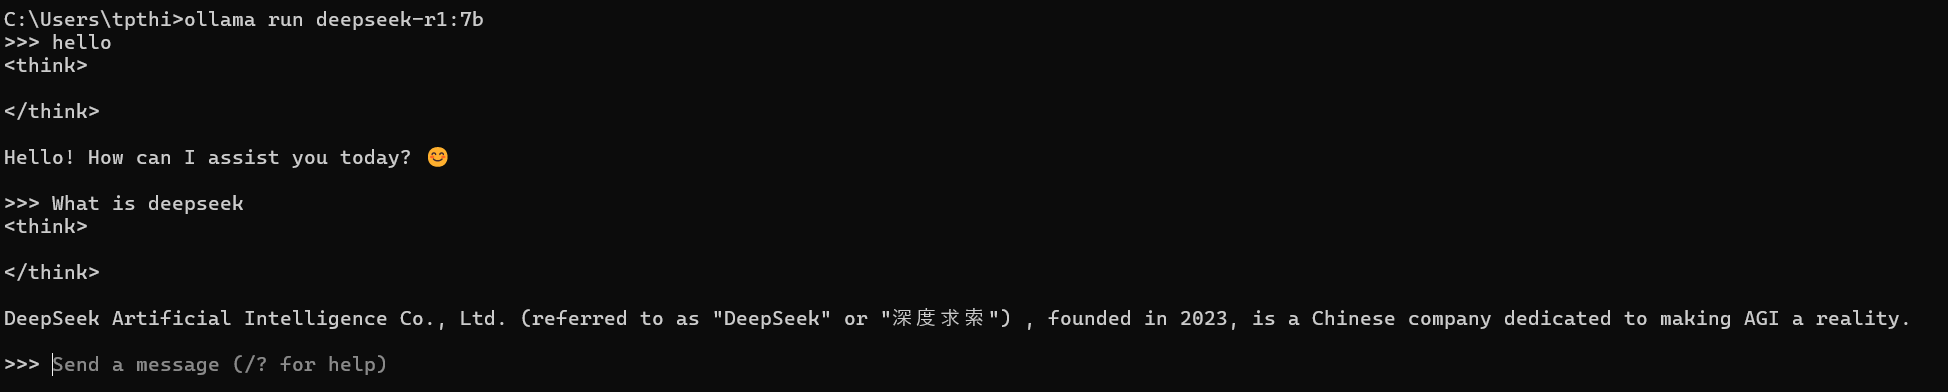 C:\Users\tpthi>ollama run deepseek-r1:7b
>>> hello
<think>
</think>
Hello! How can I assist you today? 😊
>>> What is deepseek
<think>
</think>
DeepSeek Artificial Intelligence Co., Ltd. (referred to as "DeepSeek" or "深度求索") , founded in 2023, is a Chinese company dedicated to making AGI a reality.
>>> Send a message (/? for help)